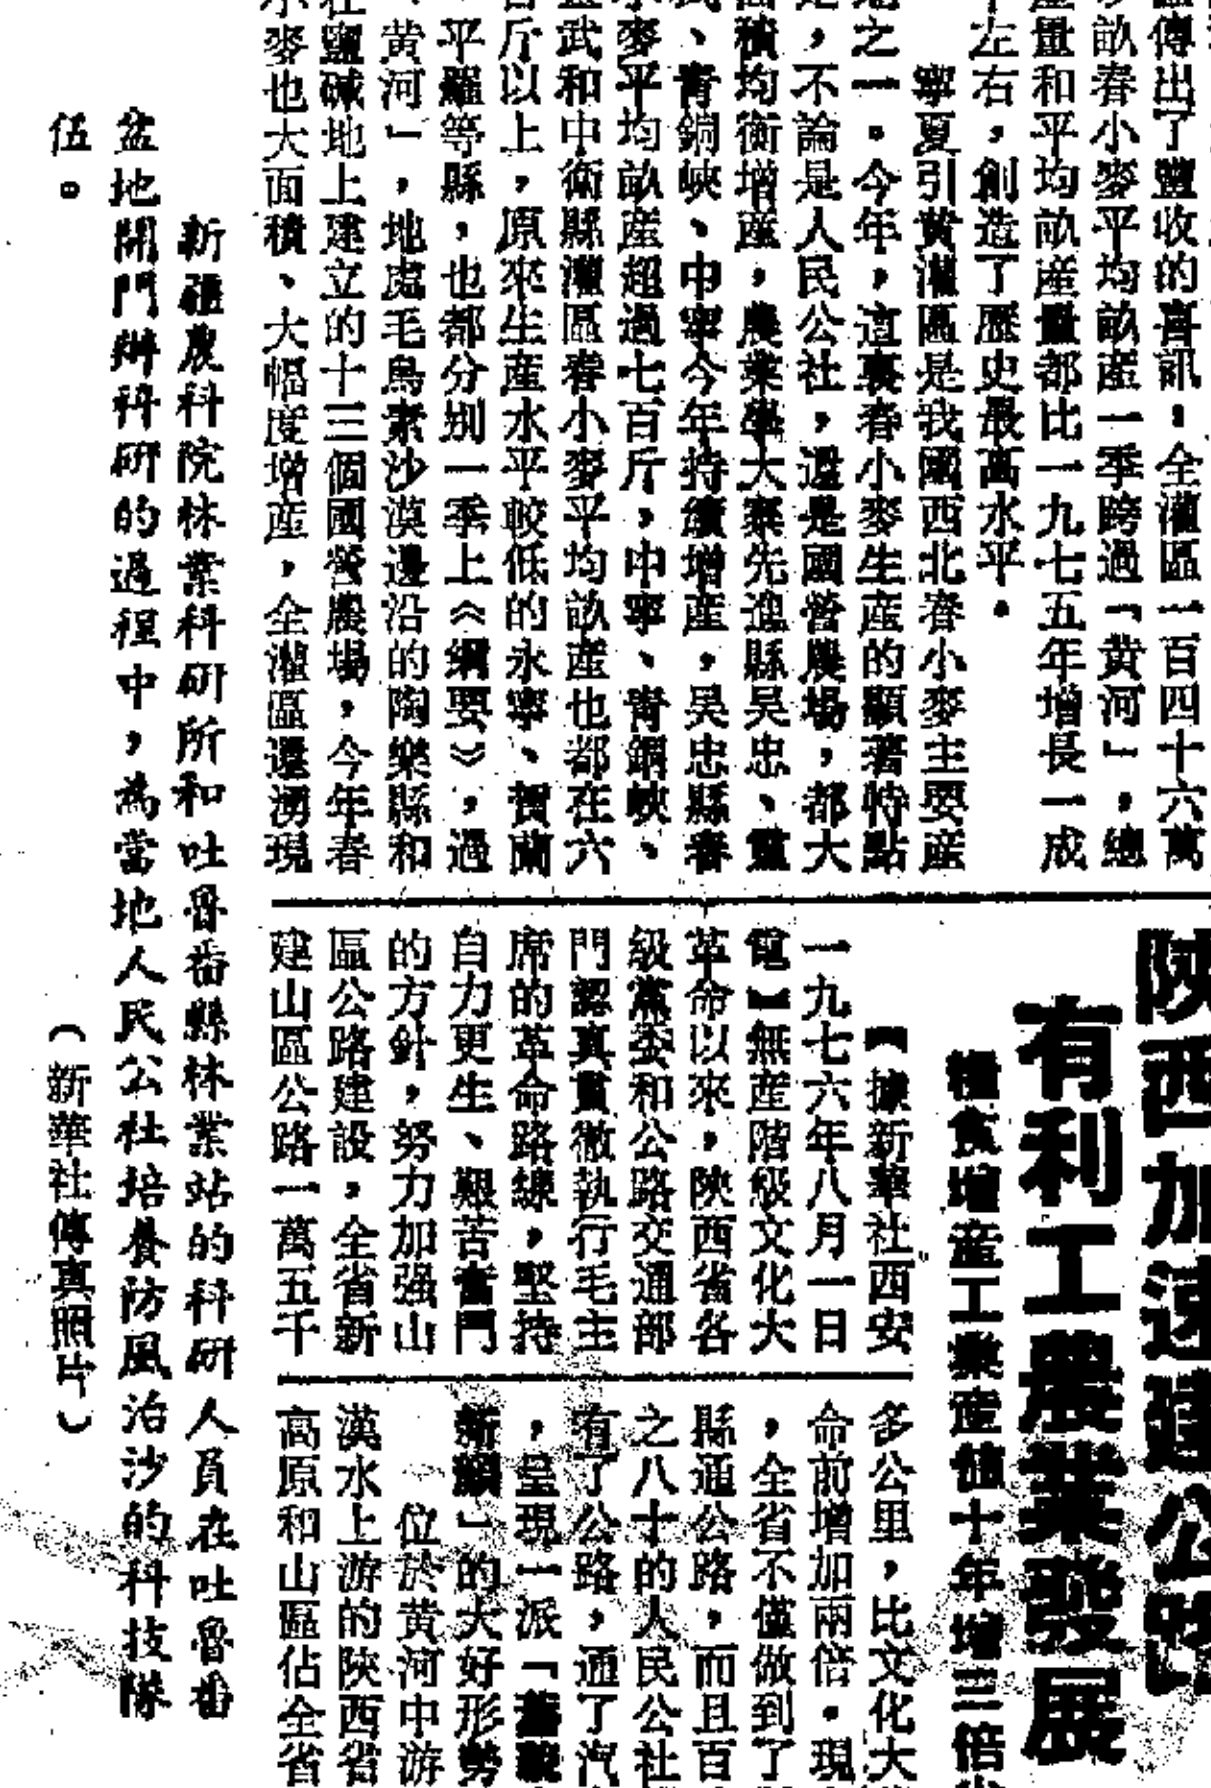 傳出了豐收的喜訊，全灌區一百四十六萬
畝春小麥平均畝産一季跨過「黄河」，總
産量和平均畝産量都比一九七五年增長一成
左右，創造了歷史最高水平。
寧夏引黄灌區是我國西北春小麥主要産
地之一。今年，這裏春小麥生産的顯著特點
是，不論是人民公社，還是國營農場，都大
面積均衡增産，農業學大寨先進縣吳忠、靈
武、青銅峽、中寧今年持續增産，吳忠縣春
小麥平均畝産超過七百斤，中寧、青銅峽、
靈武和中衛縣灌區春小麥平均畝産也都在六
百斤以上，原來生産水平較低的永寧、賀蘭
、平羅等縣，也都分别一季上《綱要》，過
黄河」，地處毛烏素沙漠邊沿的陶樂縣和
在鹽碱地上建立的十三個國營農場，今年春
小麥也大面積、大幅度增産，全灌區還湧現
陝西加速建公路
有利工農業發展
糧食增産工業産值十年增三倍
【據新華社西安
一九七六年八月一日
電】無産階級文化大
革命以來，陝西省各
級黨委和公路交通部
門認真貫徹執行毛主
席的革命路線，堅持
自力更生、艱苦奮鬥
的方針，努力加强山
區公路建設，全省新
建山區公路一萬五千
多公里，比文化大
命前增加兩倍。現
，全省不僅做到了
縣通公路，而且百
之八十的人民公社
有了公路，通了汽
，呈現一派「舊貌
新顔」的大好形勢
位於黄河中游
漢水上游的陝西省
高原和山區佔全省
新疆農科院林業科研所和吐魯番縣林業站的科研人員在吐魯番
盆地開門辦科研的過程中，爲當地人民公社培養防風治沙的科技隊
伍。
（新華社傳真照片）